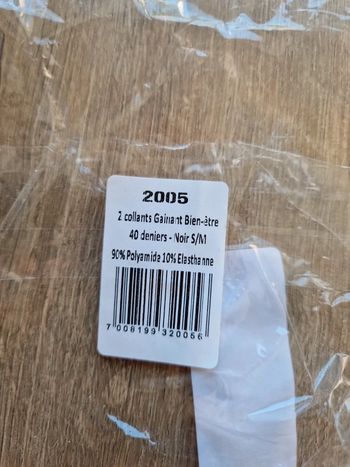 2005
2 collants Gainant Bien-être
40 deniers - Noir S/M
90% Polyamide 10% Elasthanne
7 008199 320056